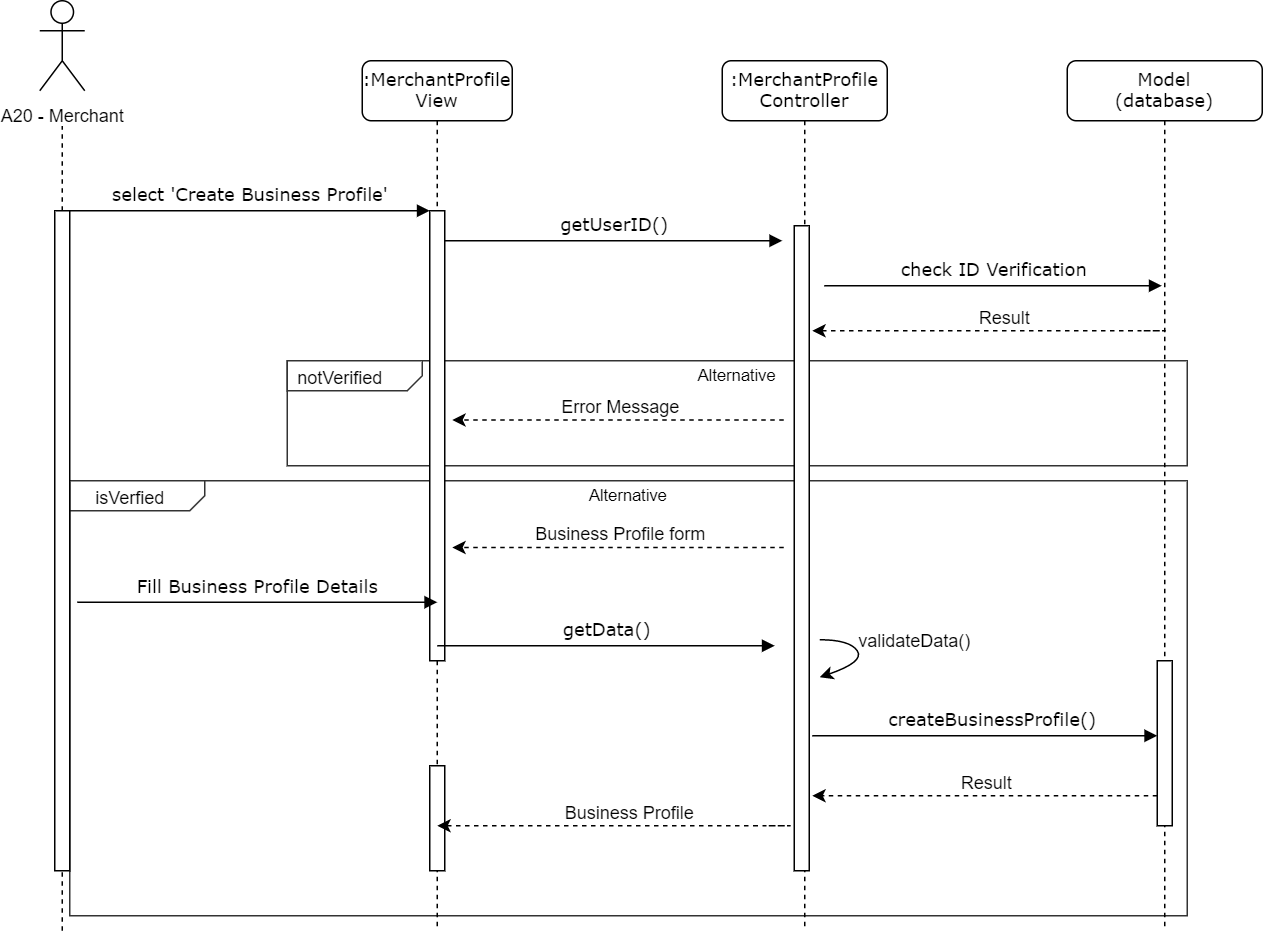 :MerchantProfile
View
:MerchantProfile
Controller
Model
(database)
A20 - Merchant
select 'Create Business Profile'
getUserID()
check ID Verification
Result
notVerified
Alternative
Error Message
isVerfied
Alternative
Business Profile form
Fill Business Profile Details
getData()
validateData()
createBusinessProfile()
Result
Business Profile